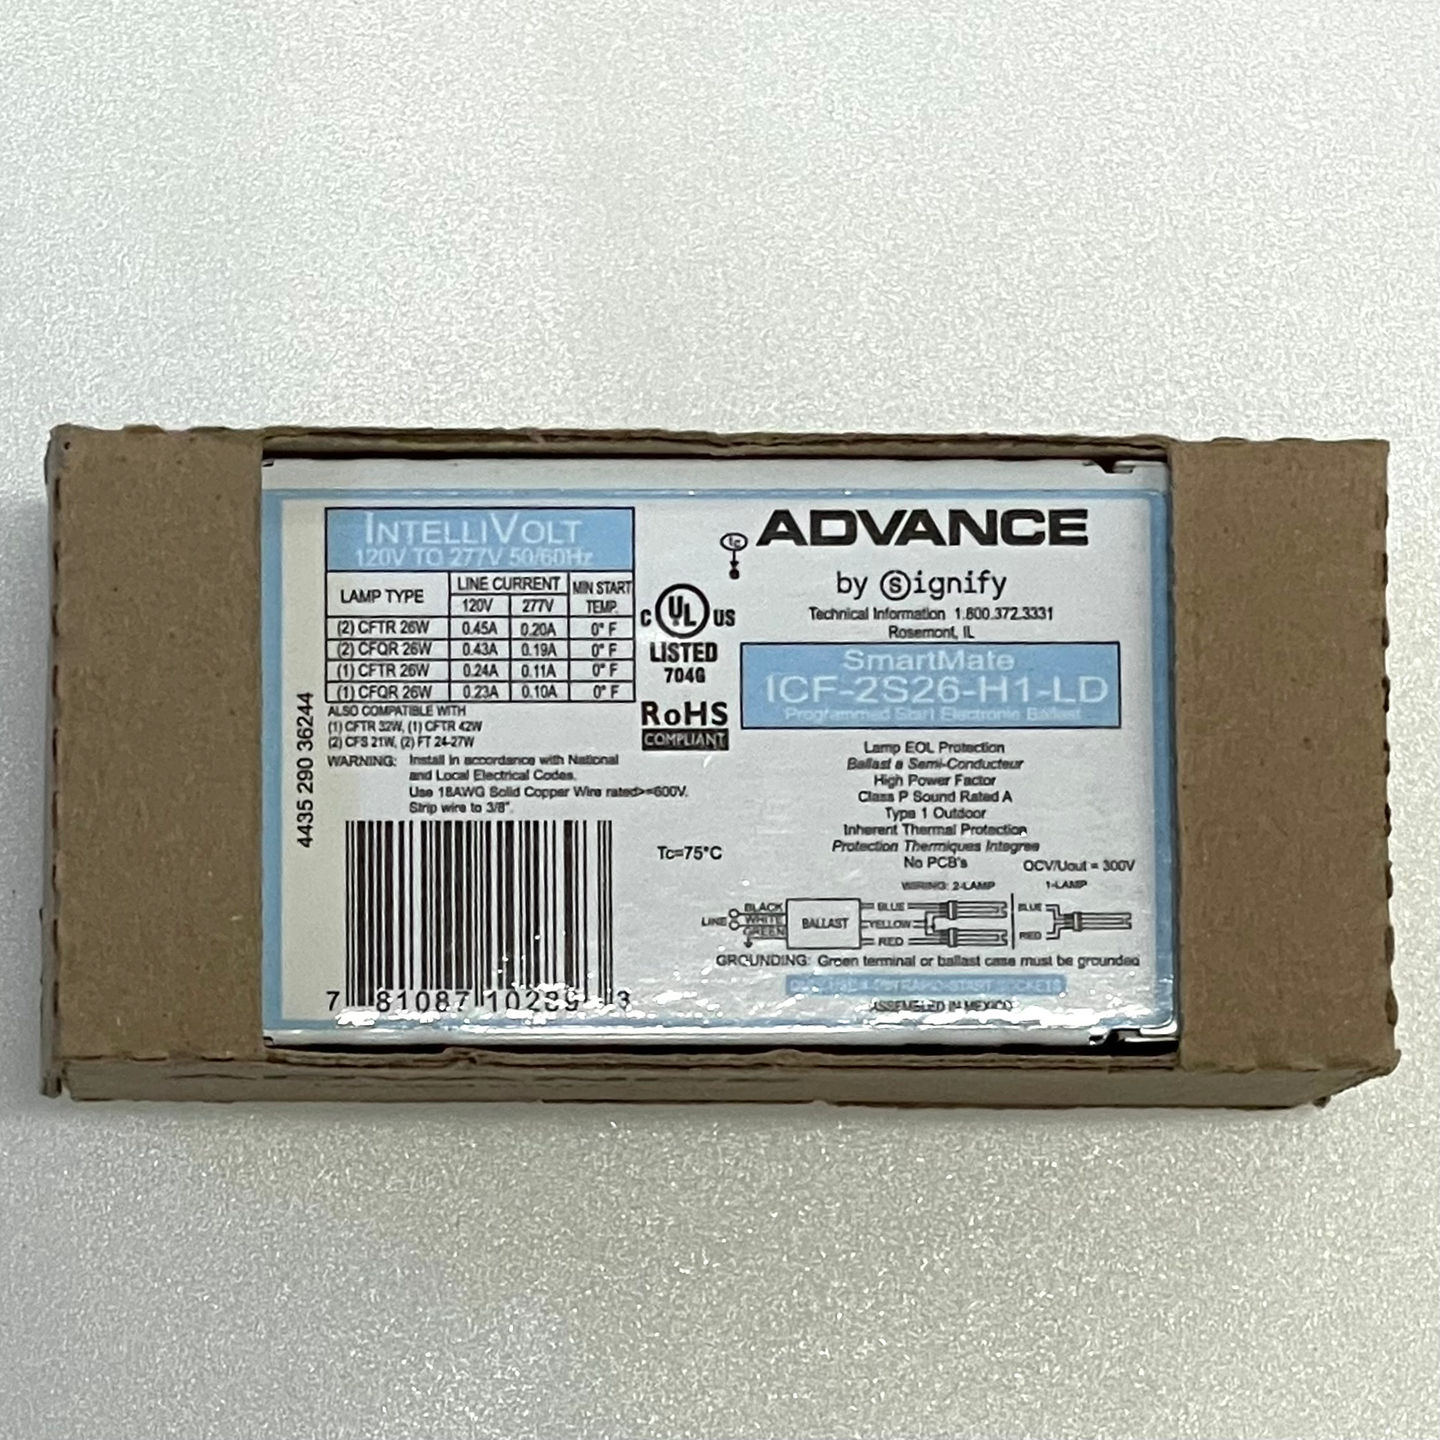 INTELLIVOLT
120V TO 277V 50/60Hz
LAMP TYPE LINE CURRENT MIN START TEMP.
120V 277V
(2) CFTR 26W 0.45A 0.20A 0° F
(2) CFQR 26W 0.43A 0.19A 0° F
(1) CFTR 26W 0.24A 0.11A 0° F
(1) CFQR 26W 0.23A 0.10A 0° F
ALSO COMPATIBLE WITH
(1) CFTR 32W, (1) CFTR 42W
(2) CFS 21W, (2) FT 24-27W
WARNING: Install in accordance with National
and Local Electrical Codes.
Use 18AWG Solid Copper Wire rated>=600V.
Strip wire to 3/8".
4435 290 36244
7 81087 10289 3
tc
C UL US
LISTED
704G
RoHS
COMPLIANT
Tc=75°C
ADVANCE
by Signify
Technical Information 1.800.372.3331
Rosemont, IL
SmartMate
ICF-2S26-H1-LD
Programmed Start Electronic Ballast
Lamp EOL Protection
Ballast a Semi-Conducteur
High Power Factor
Class P Sound Rated A
Type 1 Outdoor
Inherent Thermal Protection
Protection Thermiques Integree
No PCB's
OCV/Uout = 300V
WIRING: 2-LAMP 1-LAMP
LINE BLACK WHITE GREEN BALLAST BLUE YELLOW RED BLUE RED
GROUNDING: Green terminal or ballast case must be grounded
RAPID-START SOCKETS
ASSEMBLED IN MEXICO